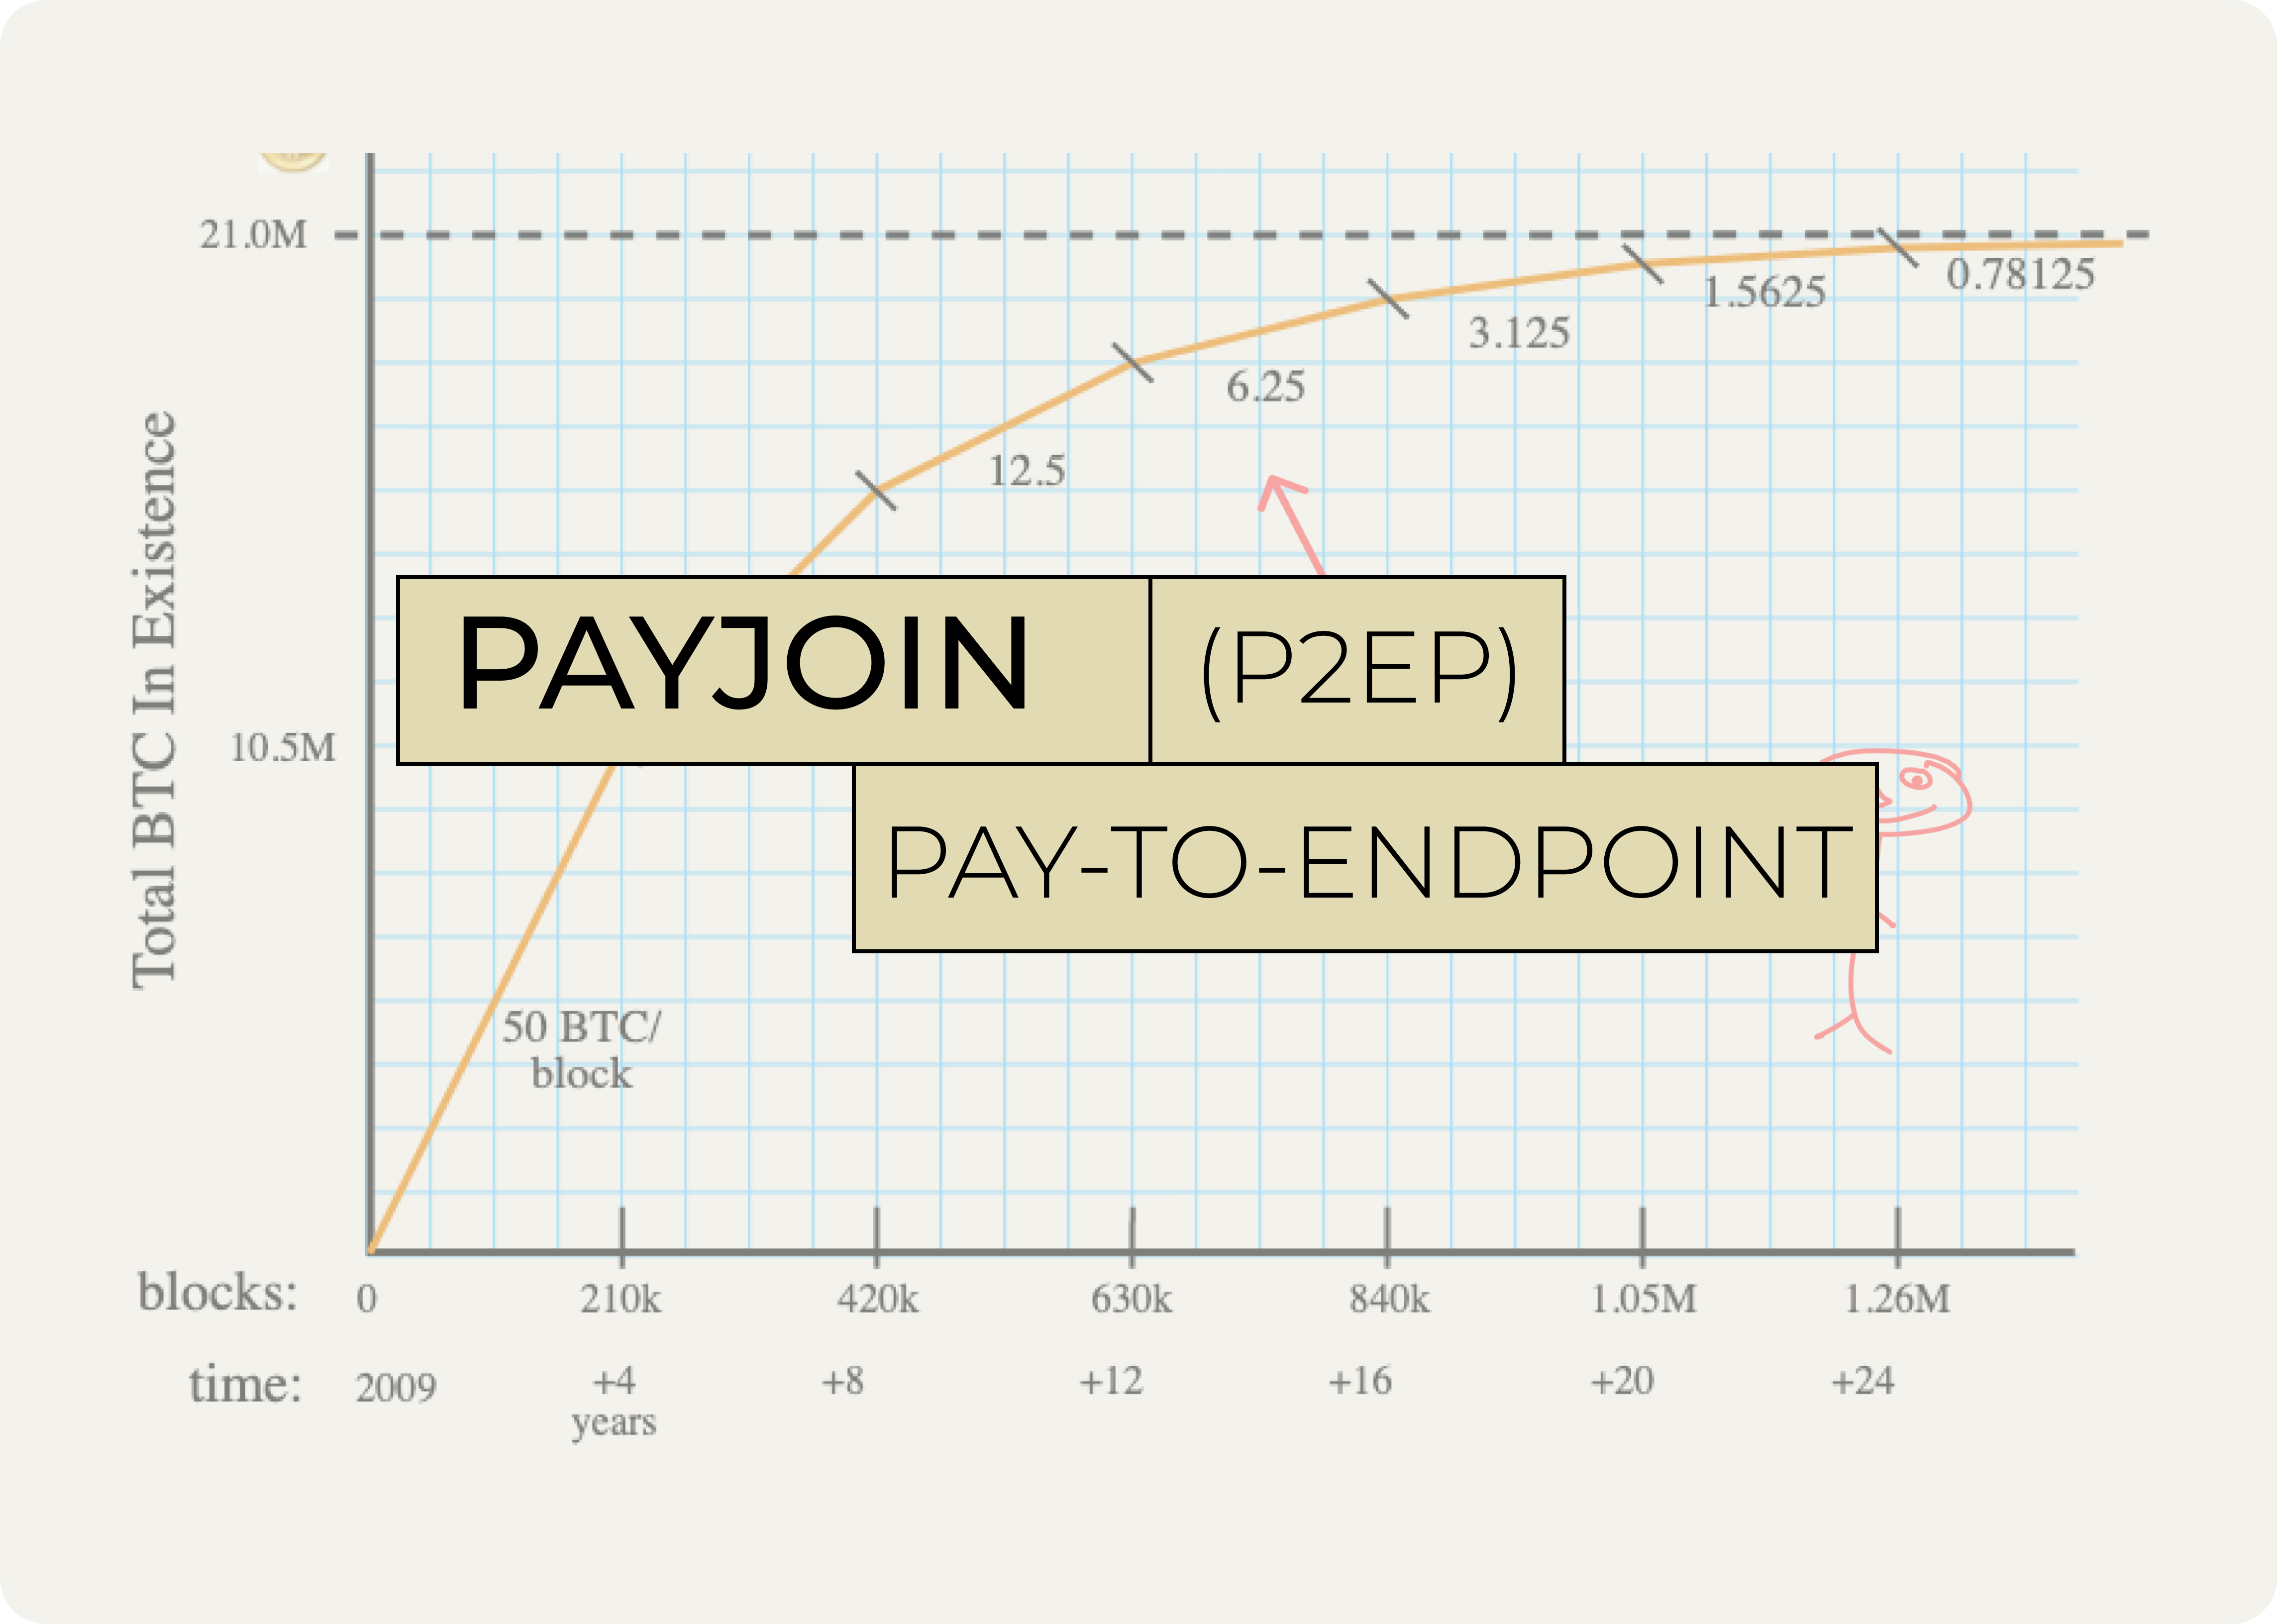 21.0M
0.78125
1.5625
3.125
6.25
12.5
Total BTC In Existence
PAYJOIN
(P2EP)
10.5M
PAY-TO-ENDPOINT
50 BTC/
block
blocks: 0 210k 420k 630k 840k 1.05M 1.26M
time: 2009 +4 +8 +12 +16 +20 +24
years